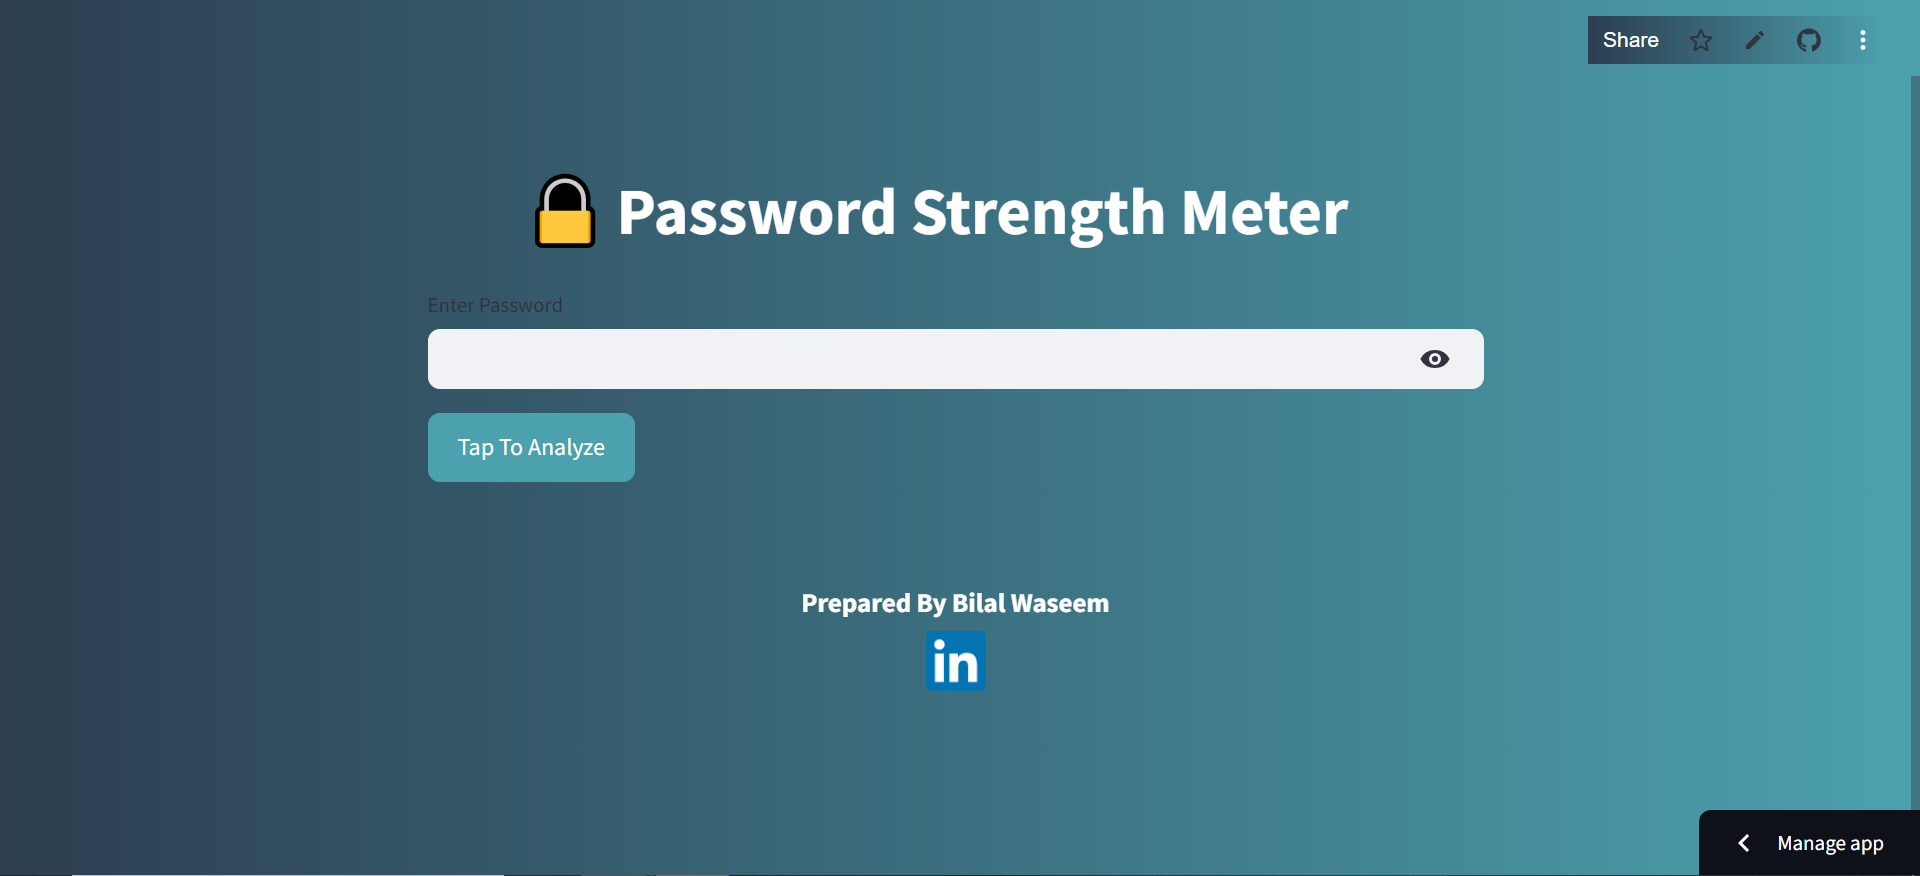 Share
Password Strength Meter
Enter Password
Tap To Analyze
Prepared By Bilal Waseem
in
Manage app